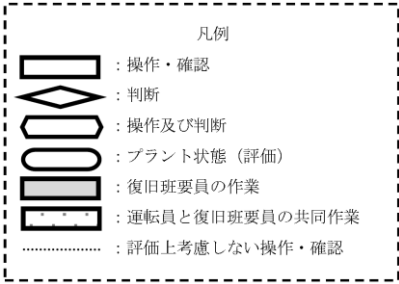 凡例
：操作・確認
：判断
：操作及び判断
：プラント状態（評価）
：復旧班要員の作業
：運転員と復旧班要員の共同作業
：評価上考慮しない操作・確認